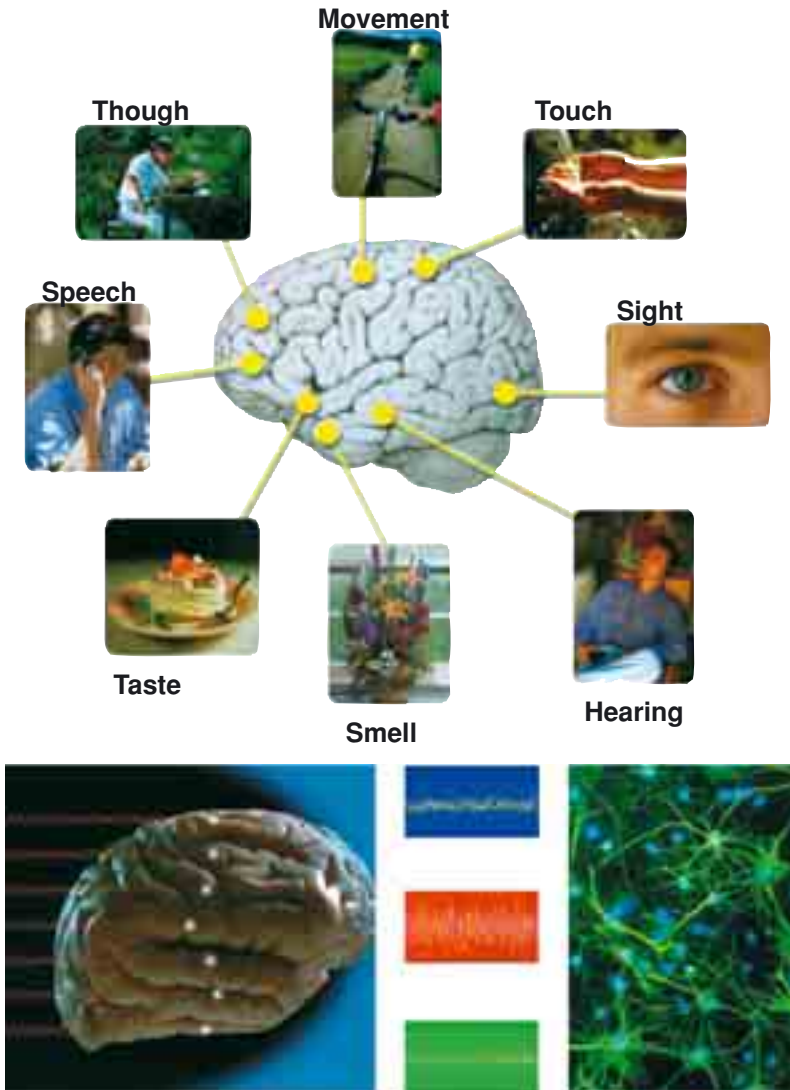 Movement
Though
Touch
Speech
Sight
Taste
Hearing
Smell